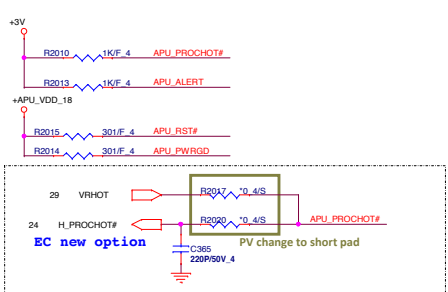 +3V
R2010 1K/F_4 APU_PROCHOT#
R2013 1K/F_4 APU_ALERT
+APU_VDD_18
R2015 301/F_4 APU_RST#
R2014 301/F_4 APU_PWRGD
29 VRHOT R2017 *0_4/S
24 H_PROCHOT# R2020 *0_4/S APU_PROCHOT#
EC new option PV change to short pad
C365
220P/50V_4